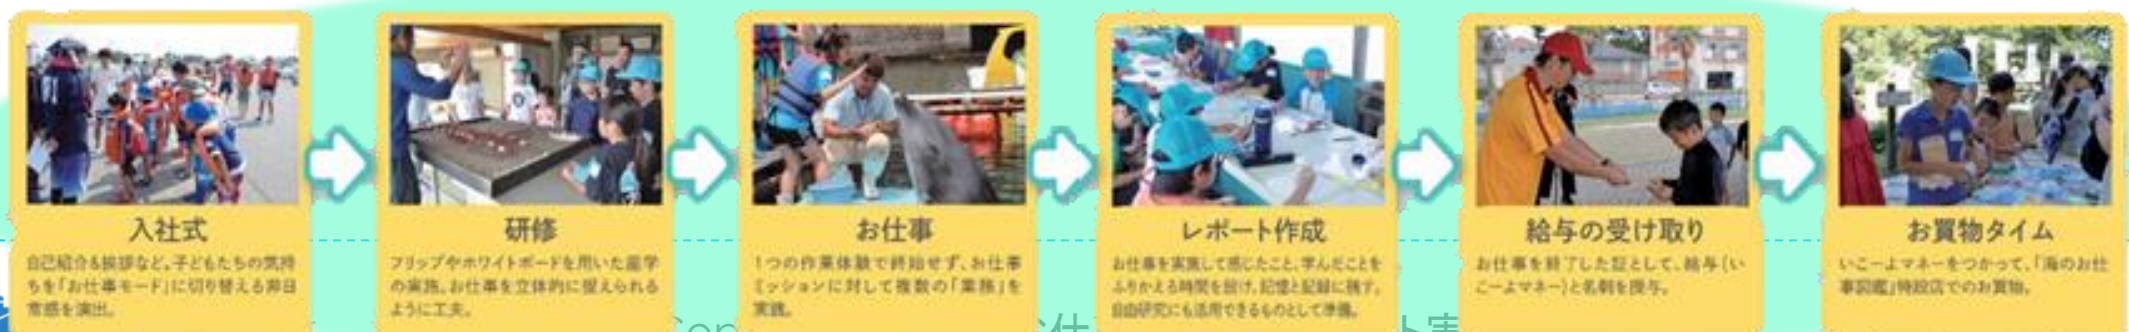 入社式
自己紹介&挨拶など。子どもたちの気持
ちを「お仕事モード」に切り替える非日
常感を演出。
研修
フリップやホワイトボードを用いた座学
の実施。お仕事を立体的に捉えられる
ように工夫。
お仕事
1つの作業体験で終始せず、お仕事
ミッションに対して複数の「業務」を
実践。
レポート作成
お仕事を実施して感じたこと、学んだことを
ふりかえる時間を設け、記憶と記録に残す。
自由研究にも活用できるものとして準備。
給与の受け取り
お仕事を終了した証として、給与(い
こーよマネー)と名刺を授与。
お買物タイム
いこーよマネーをつかって、「海のお仕
事図鑑」特設店でのお買物。